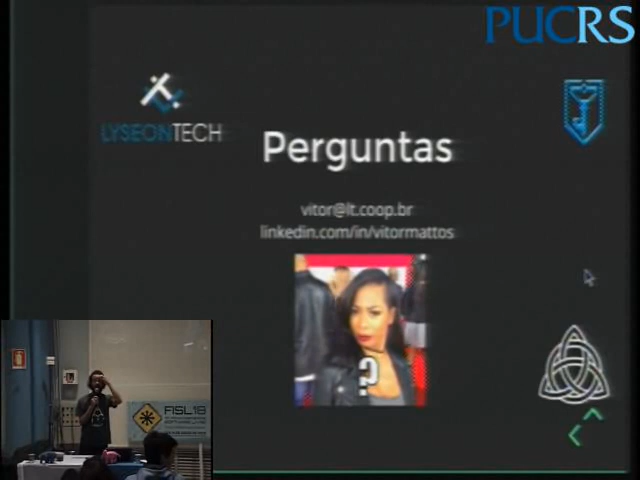 PUCRS
LYSEONTECH
Perguntas
vitor@lt.coop.br
linkedin.com/in/vitormattos
?
FISL18